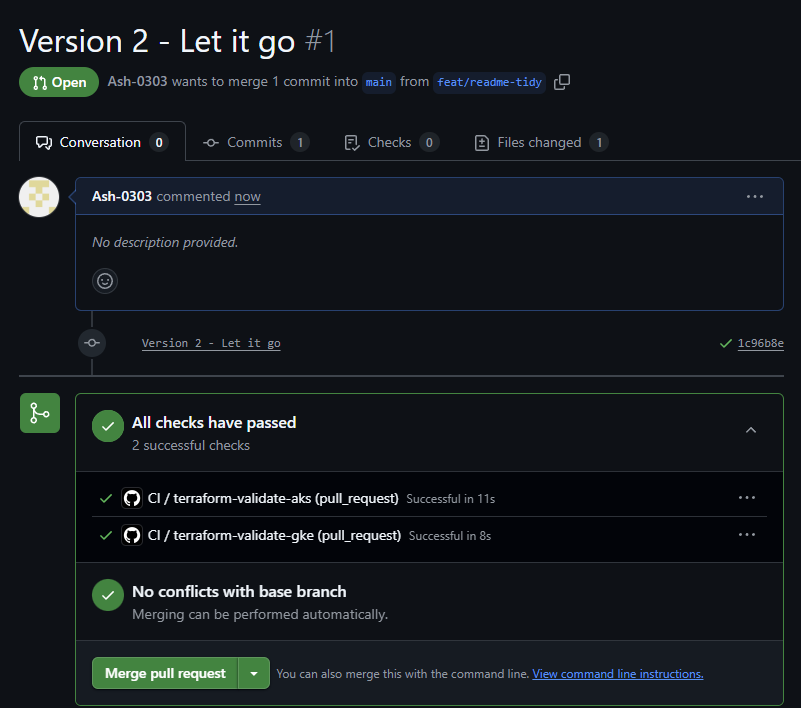 Version 2 - Let it go #1
Open Ash-0303 wants to merge 1 commit into main from feat/readme-tidy
Conversation 0 Commits 1 Checks 0 Files changed 1
Ash-0303 commented now
No description provided.
Version 2 - Let it go 1c96b8e
All checks have passed
2 successful checks
CI / terraform-validate-aks (pull_request) Successful in 11s
CI / terraform-validate-gke (pull_request) Successful in 8s
No conflicts with base branch
Merging can be performed automatically.
Merge pull request You can also merge this with the command line. View command line instructions.